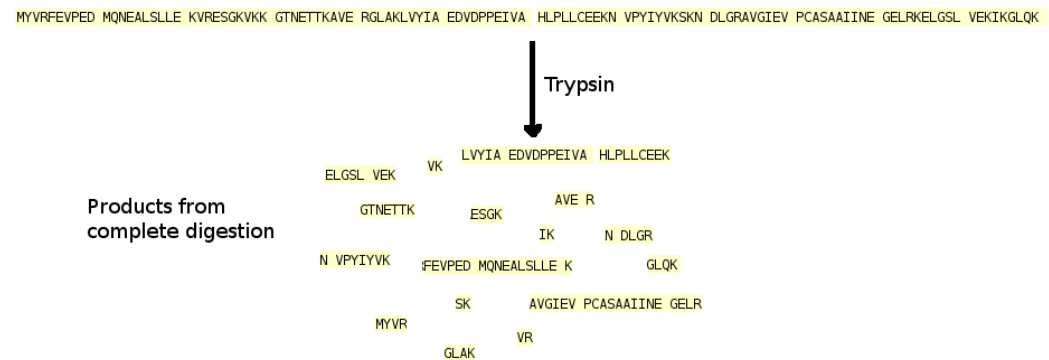 MYVRFEVPED MQNEALSLLE KVRESGKVKK GTNETTKAVE RGLAKLVYIA EDVDPPEIVA HLPLLCEEKN VPYIYVKSKN DLGRAVGIEV PCASAAIINE GELRKELGSL VEKIKGLQK
Trypsin
LVYIA EDVDPPEIVA HLPLLCEEK
VK
ELGSL VEK
AVE R
GTNETTK
ESGK
Products from
complete digestion
IK
N DLGR
N VPYIYVK
FEVPED MQNEALSLLE K
GLQK
SK
AVGIEV PCASAAIINE GELR
MYVR
VR
GLAK